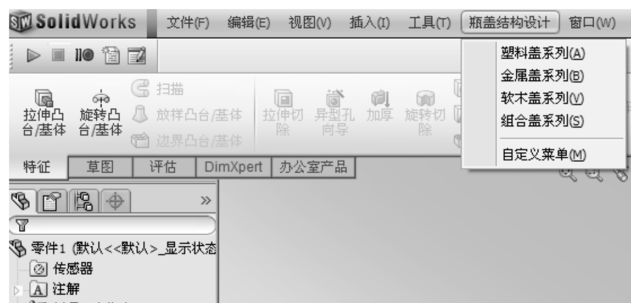 SolidWorks 文件(F) 编辑(E) 视图(V) 插入(I) 工具(T) 瓶盖结构设计 窗口(W)
塑料盖系列(A)
金属盖系列(B)
软木盖系列(V)
组合盖系列(S)
自定义菜单(M)
拉伸凸台/基体
旋转凸台/基体
扫描
放样凸台/基体
边界凸台/基体
拉伸切除
异型孔向导
加厚
旋转切除
特征 草图 评估 DimXpert 办公室产品
零件1 (默认<<默认>_显示状态
传感器
注解